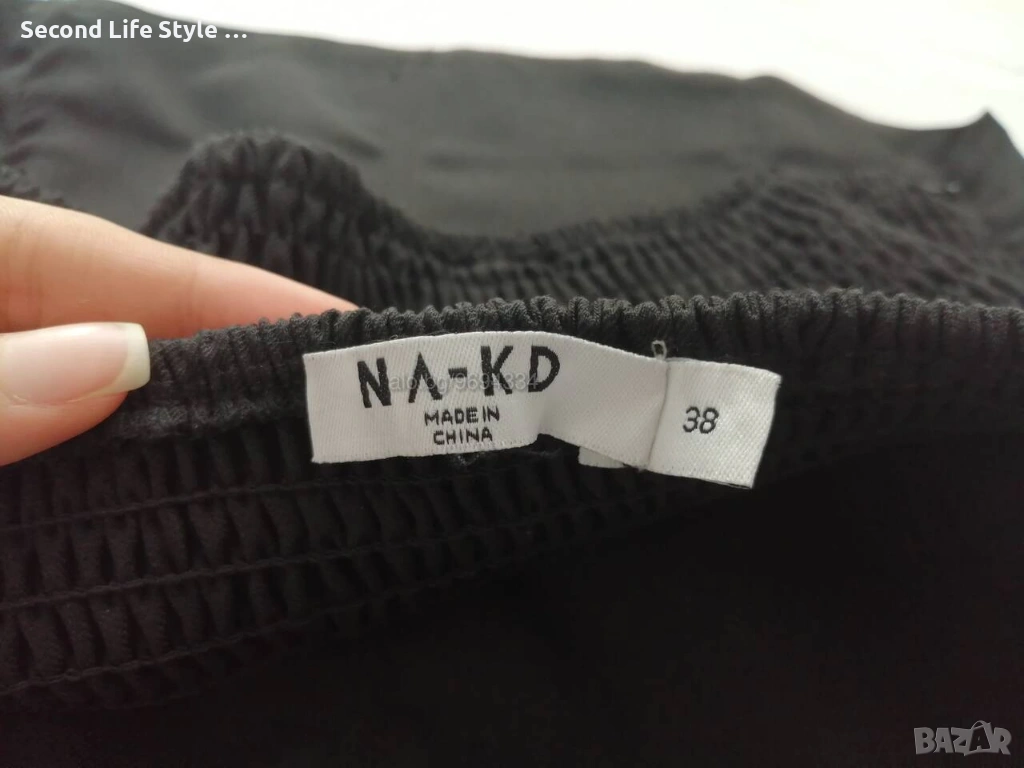 Second Life Style ...
NA-KD
MADE IN
CHINA
38
BAZAR